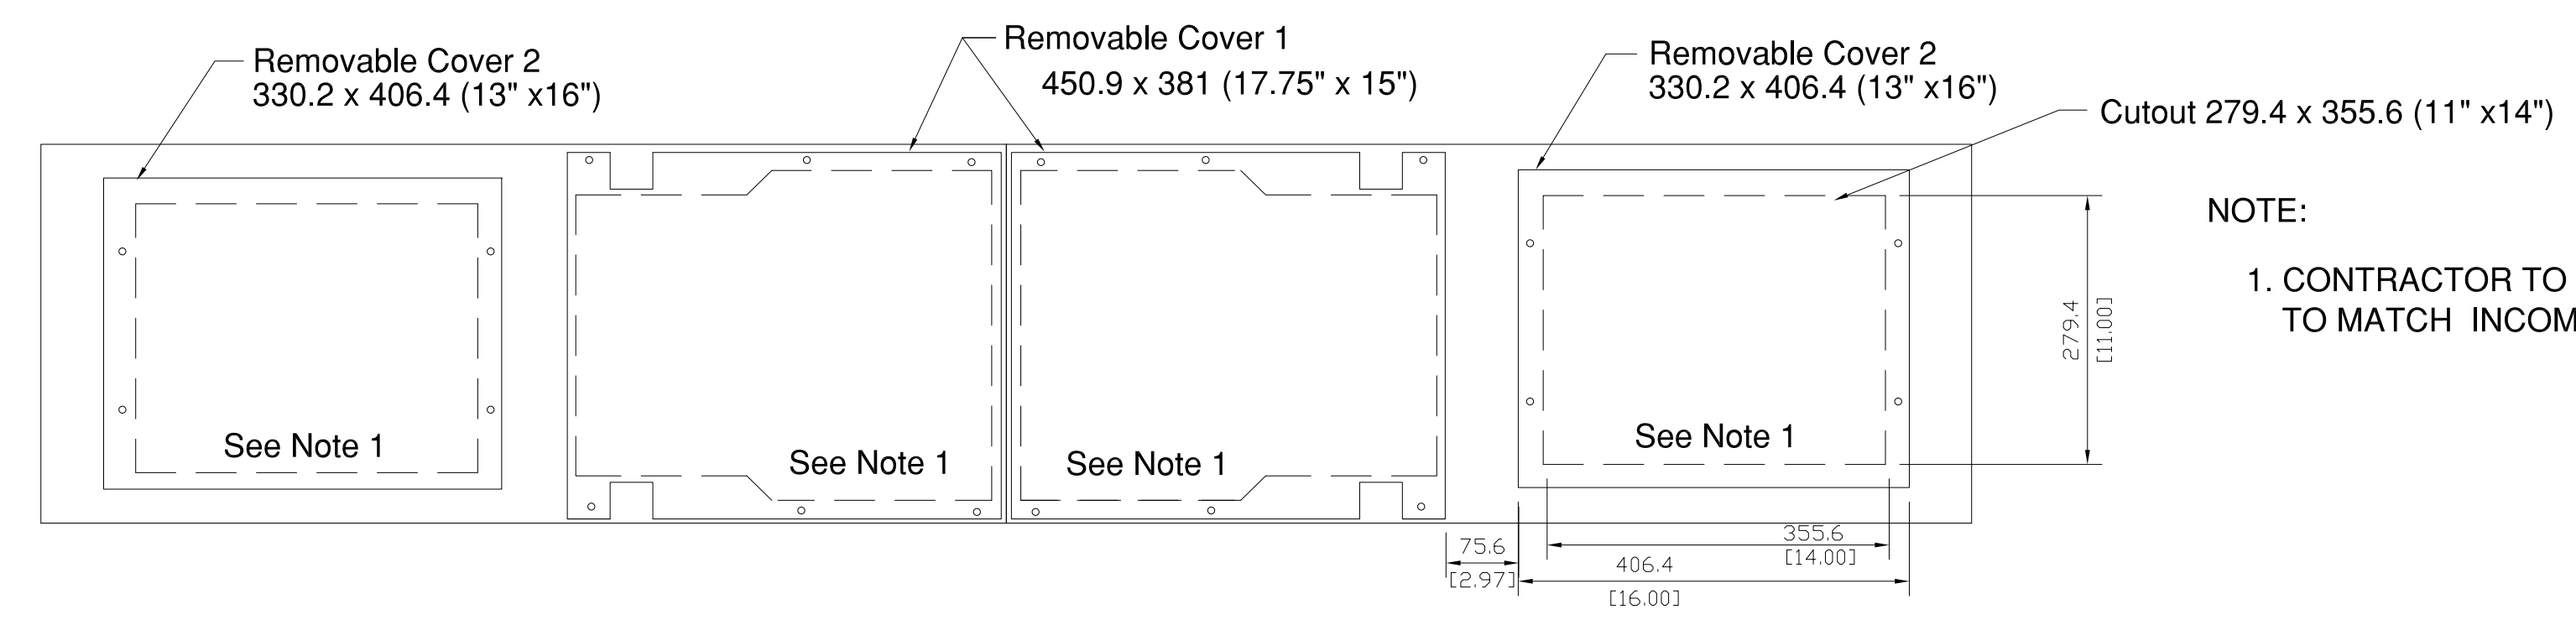 Removable Cover 2
330.2 x 406.4 (13" x16")
Removable Cover 1
450.9 x 381 (17.75" x 15")
Removable Cover 2
330.2 x 406.4 (13" x16")
Cutout 279.4 x 355.6 (11" x14")
NOTE:
1. CONTRACTOR TO
TO MATCH INCOM
279.4
[11.00]
See Note 1
See Note 1
See Note 1
See Note 1
75.6
[2.97]
355.6
[14.00]
406.4
[16.00]